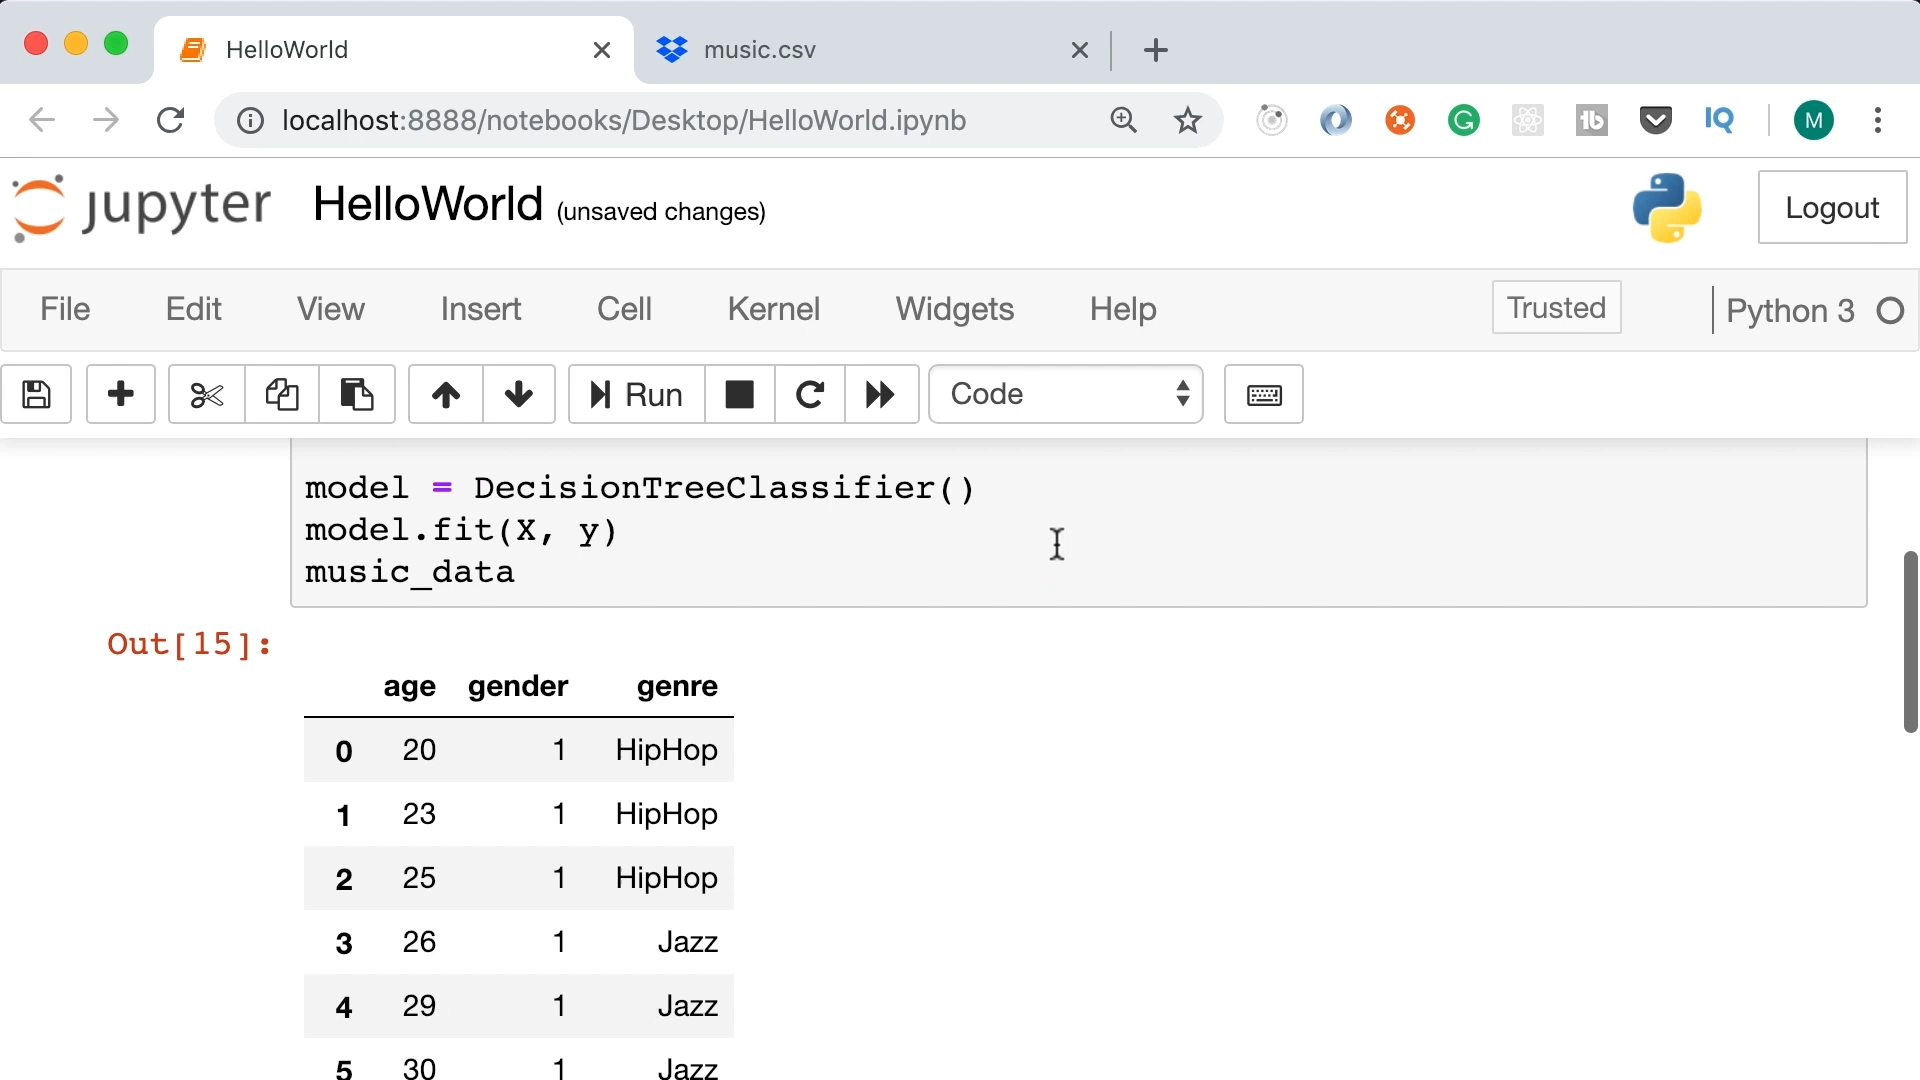 HelloWorld
music.csv
localhost:8888/notebooks/Desktop/HelloWorld.ipynb
IQ
M
jupyter HelloWorld (unsaved changes)
Logout
File Edit View Insert Cell Kernel Widgets Help
Trusted
Python 3
Run
Code
model = DecisionTreeClassifier()
model.fit(X, y)
music_data
Out[15]:
age gender genre
0 20 1 HipHop
1 23 1 HipHop
2 25 1 HipHop
3 26 1 Jazz
4 29 1 Jazz
5 30 1 Jazz